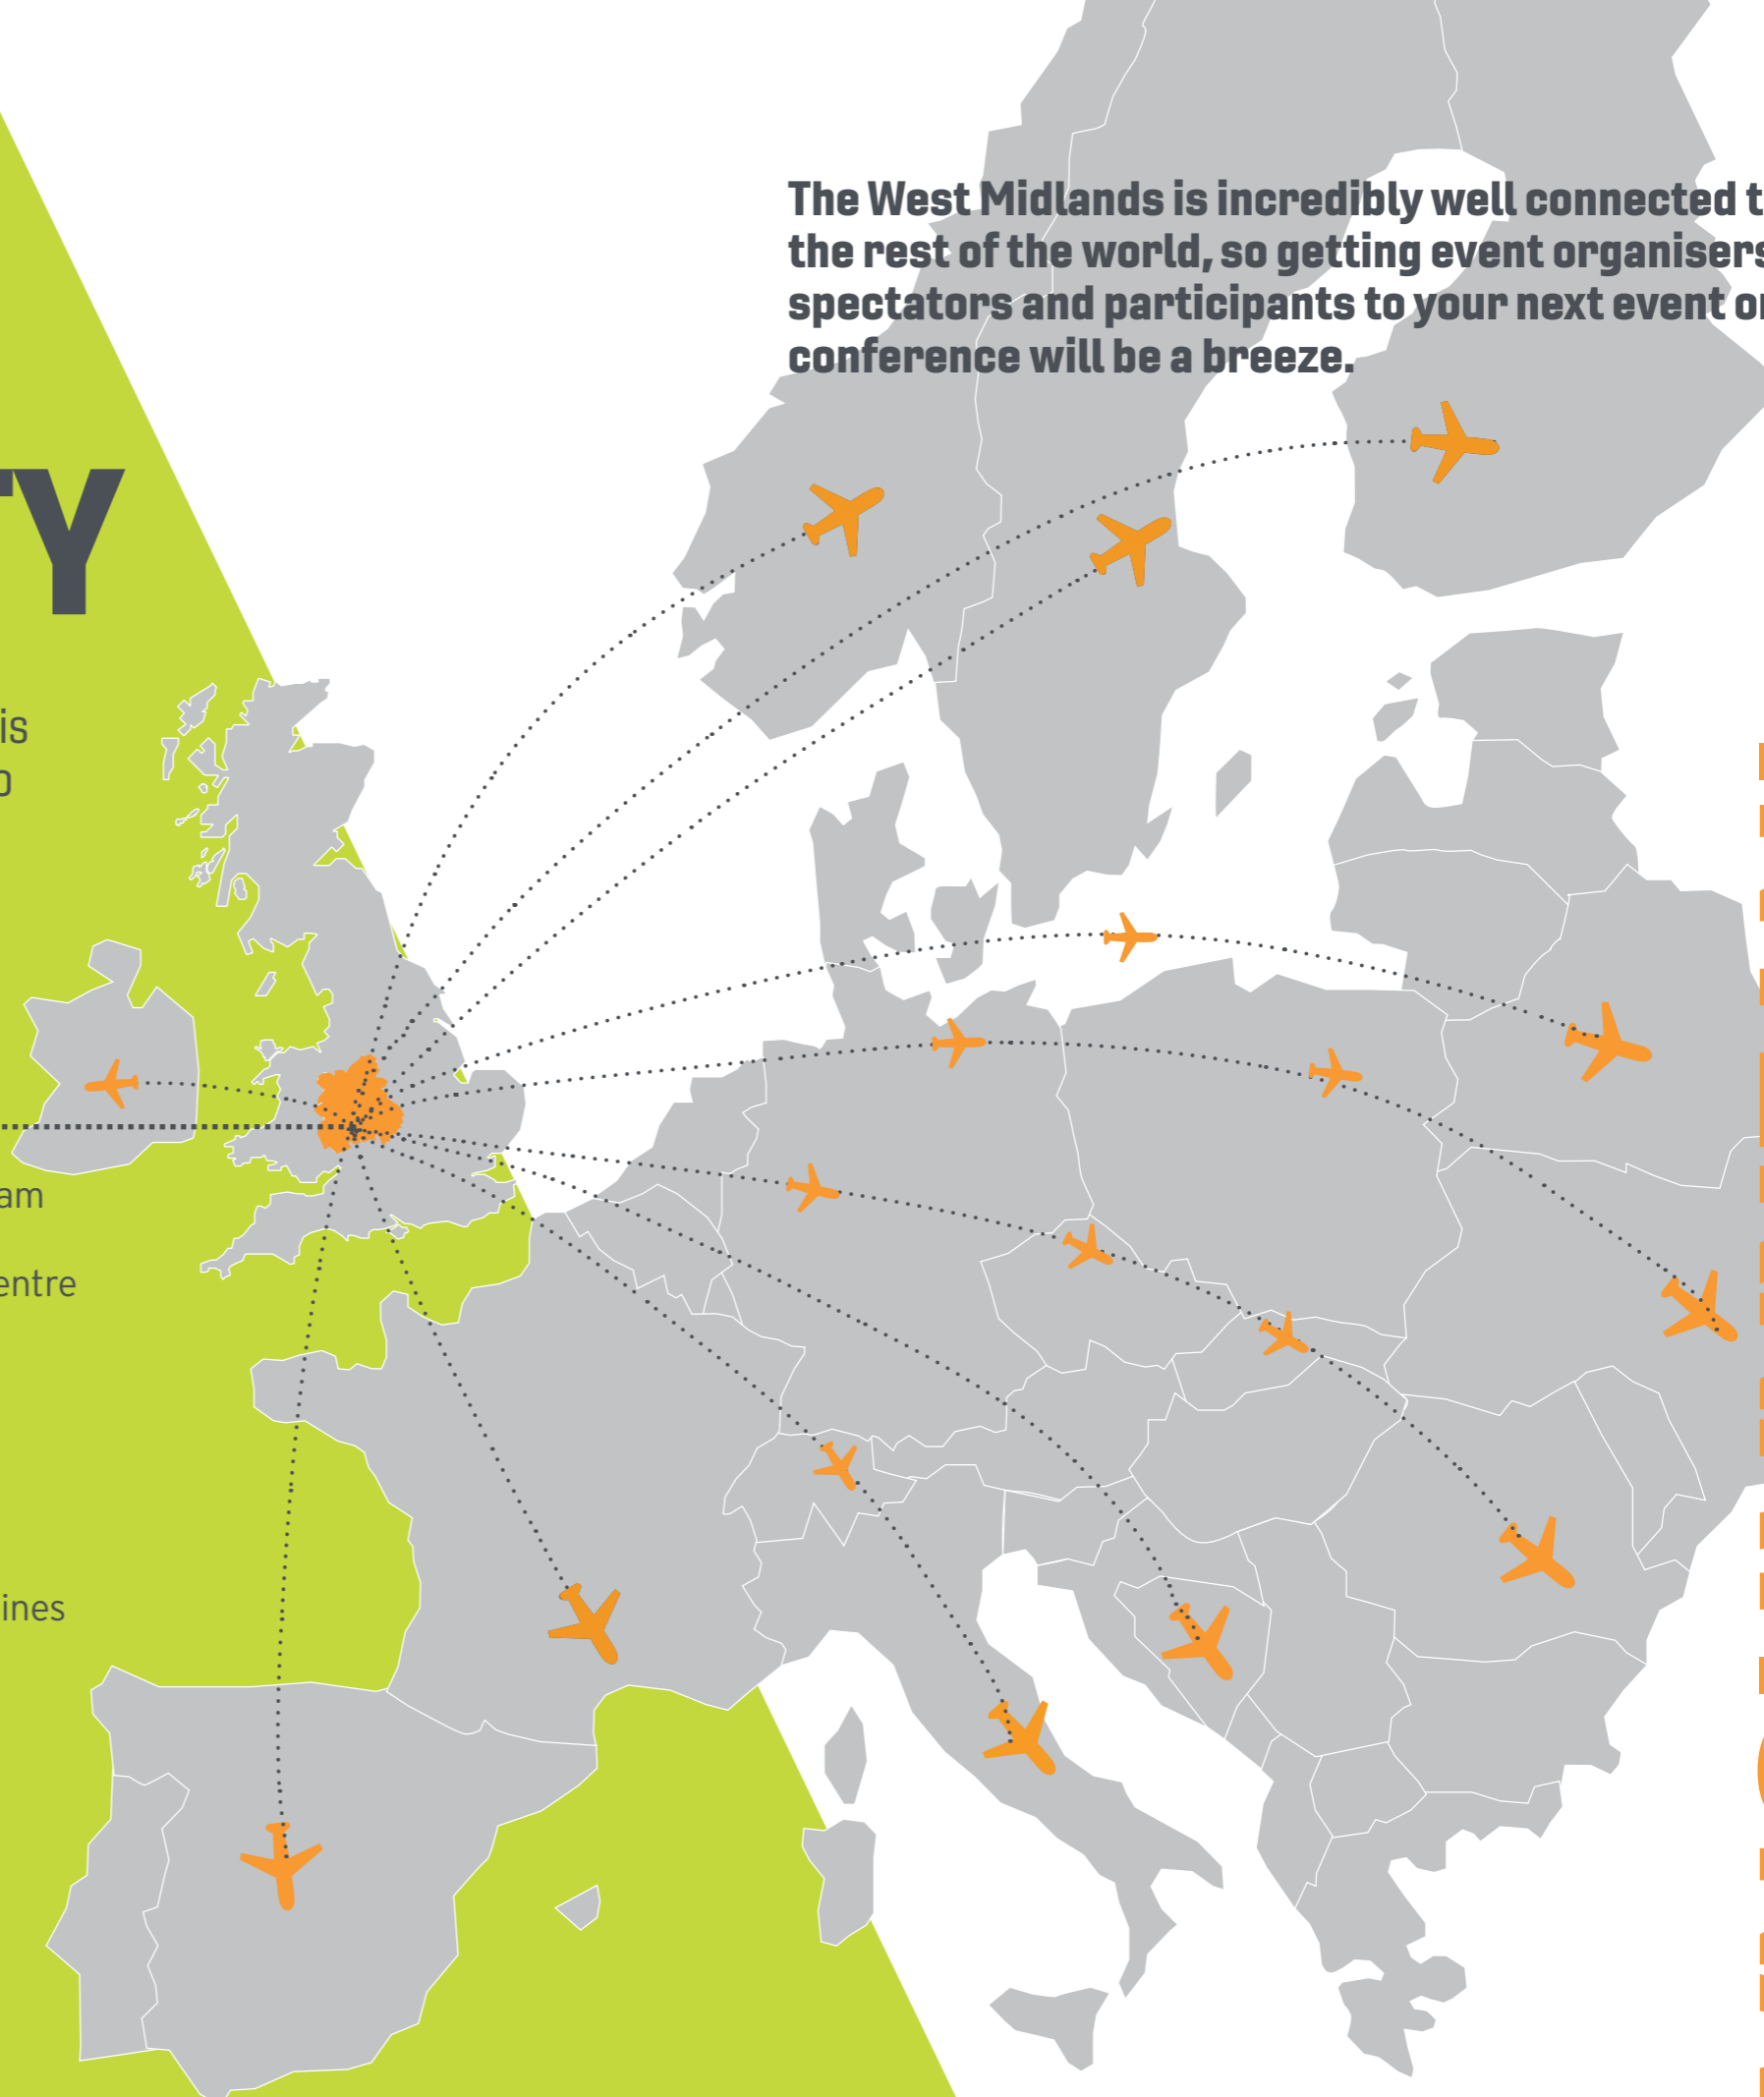 The West Midlands is incredibly well connected t
the rest of the world, so getting event organisers
spectators and participants to your next event or
conference will be a breeze.
TY
is
am
entre
ines